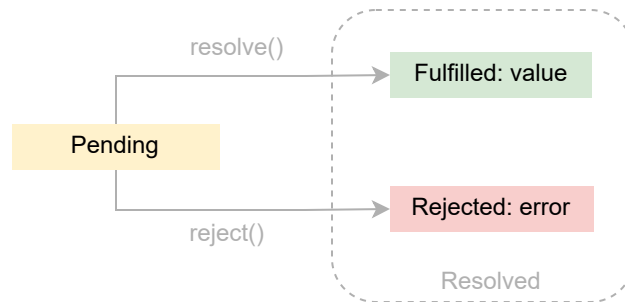 resolve()
Fulfilled: value
Pending
Rejected: error
reject()
Resolved